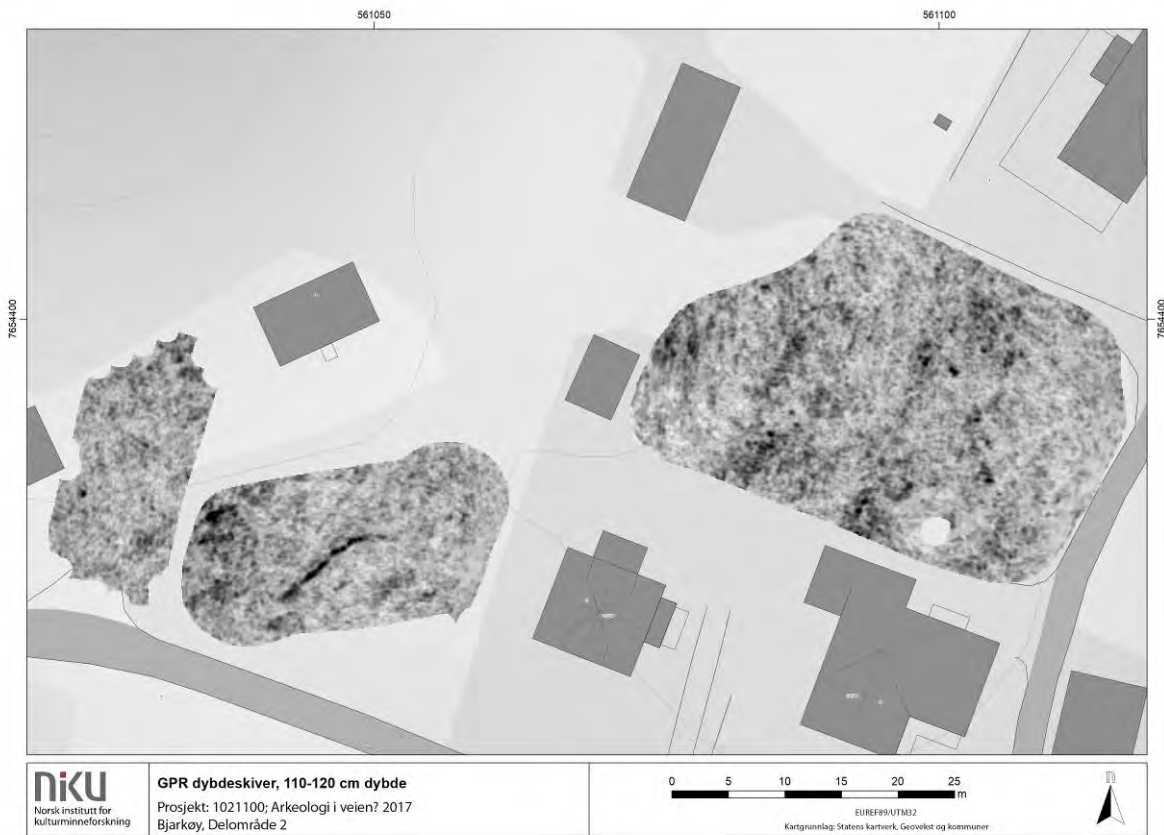 561050
561100
7654400
7654400
niku
Norsk institutt for
kulturminneforskning
GPR dybdeskiver, 110-120 cm dybde
Prosjekt: 1021100; Arkeologi i veien? 2017
Bjarkøy, Delområde 2
0 5 10 15 20 25
m
EUREF89/UTM32
Kartgrunnlag: Statens kartverk, Geovekst og kommuner
n